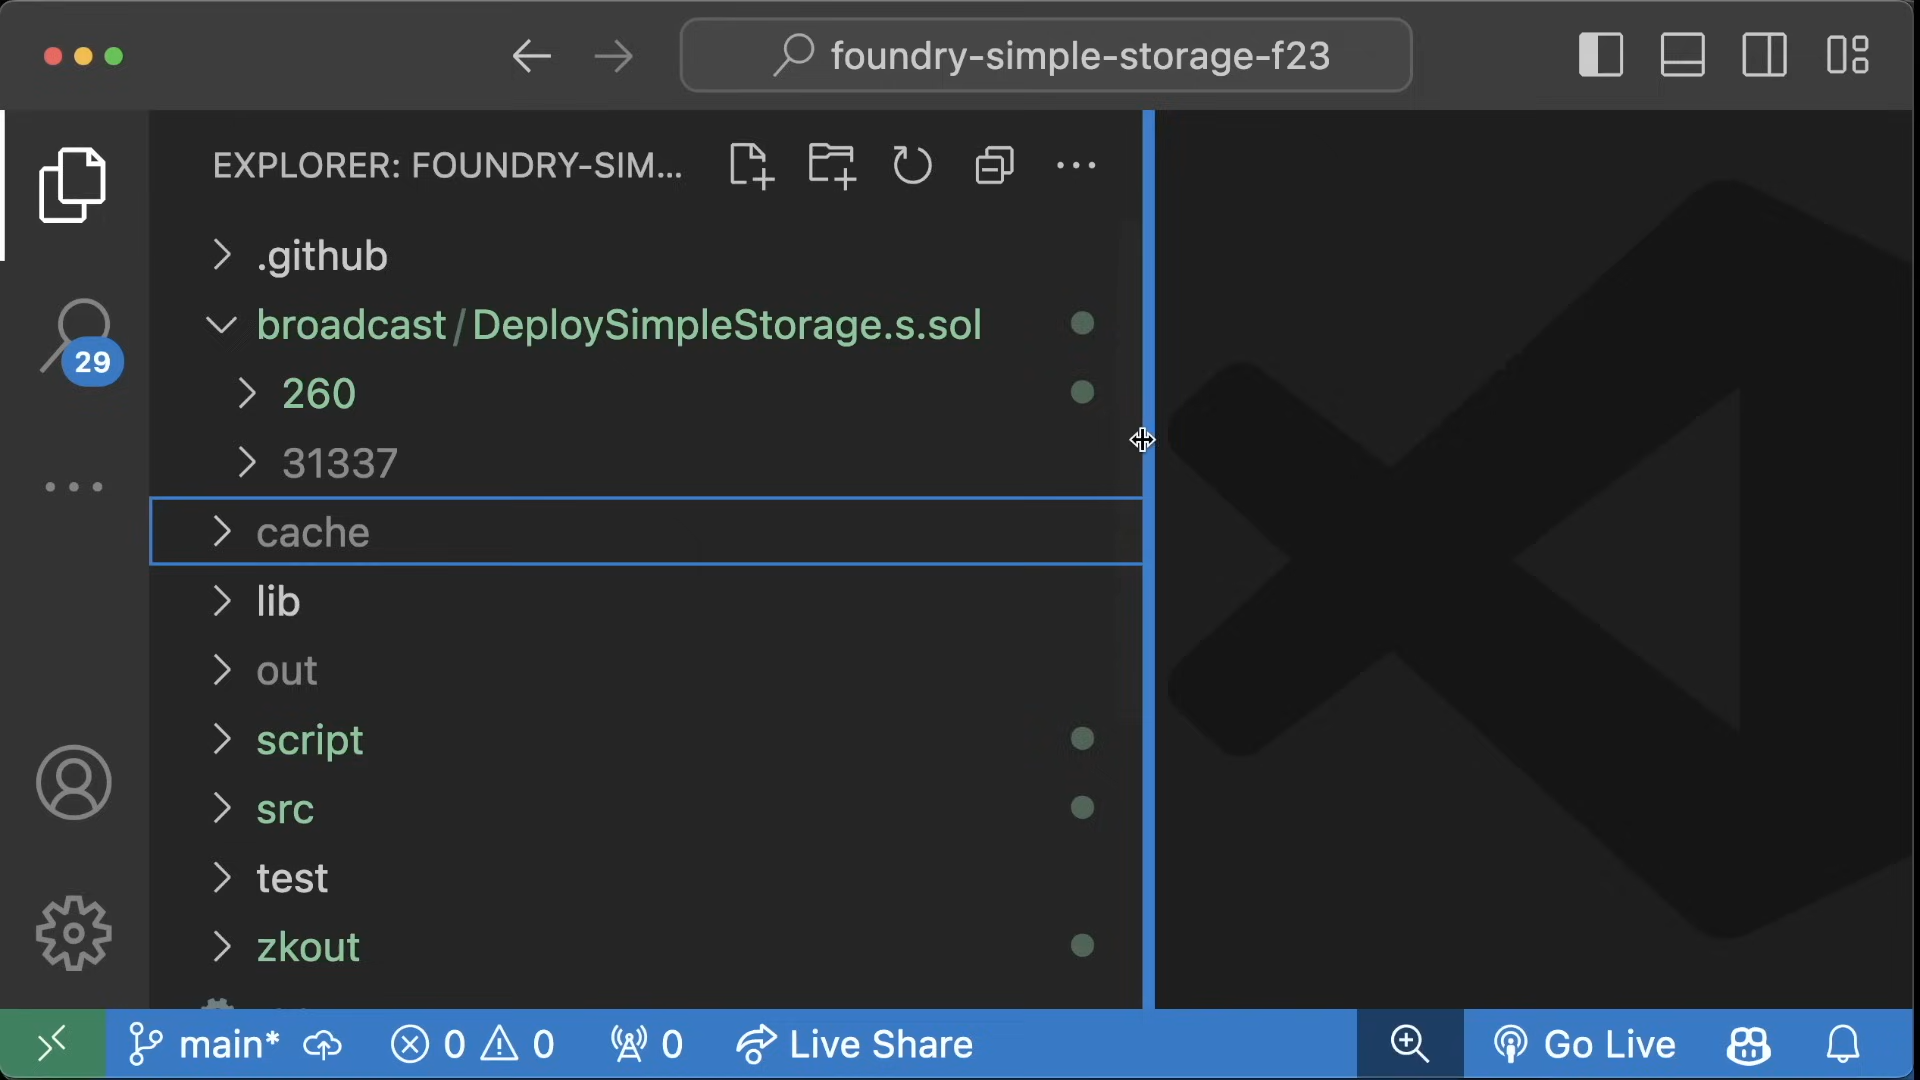 foundry-simple-storage-f23
EXPLORER: FOUNDRY-SIM...
.github
broadcast/DeploySimpleStorage.s.sol
29
260
31337
cache
lib
out
script
src
test
zkout
main* 0 0 0 Live Share Go Live